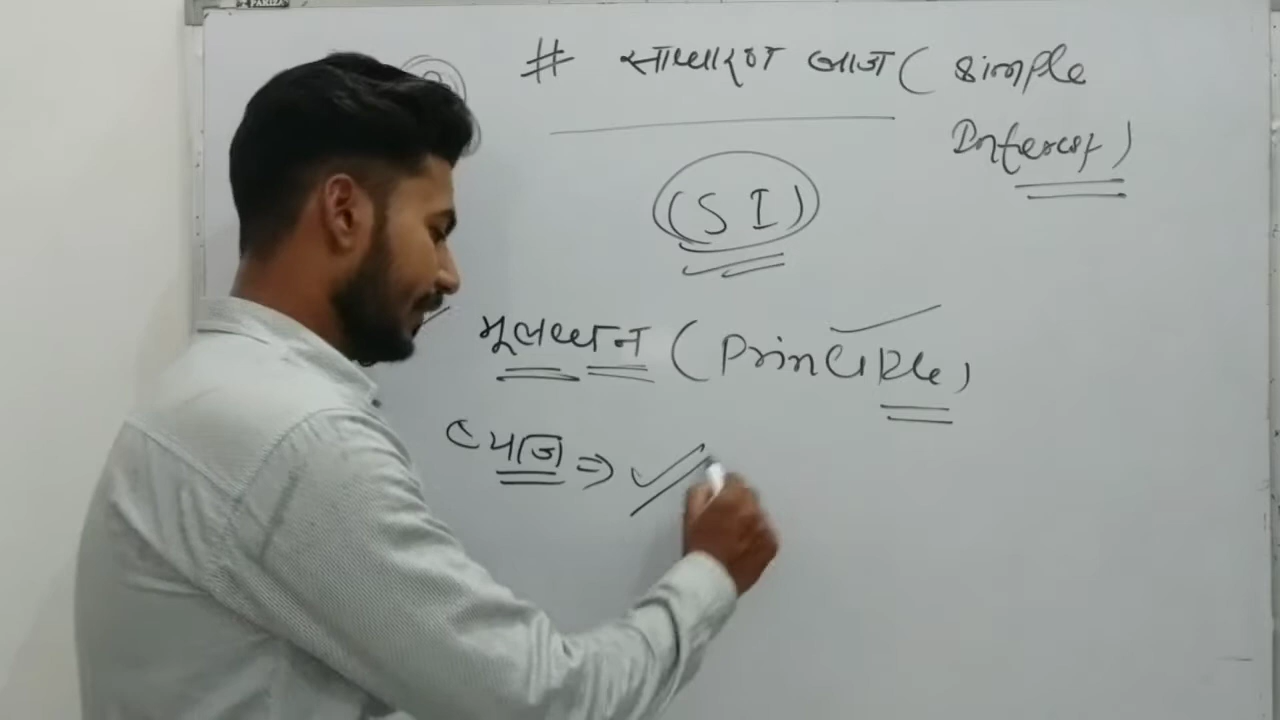 # साधारण ब्याज ( Simple
Interest )
( S I )
मूलधन ( Principle )
ब्याज ⇒